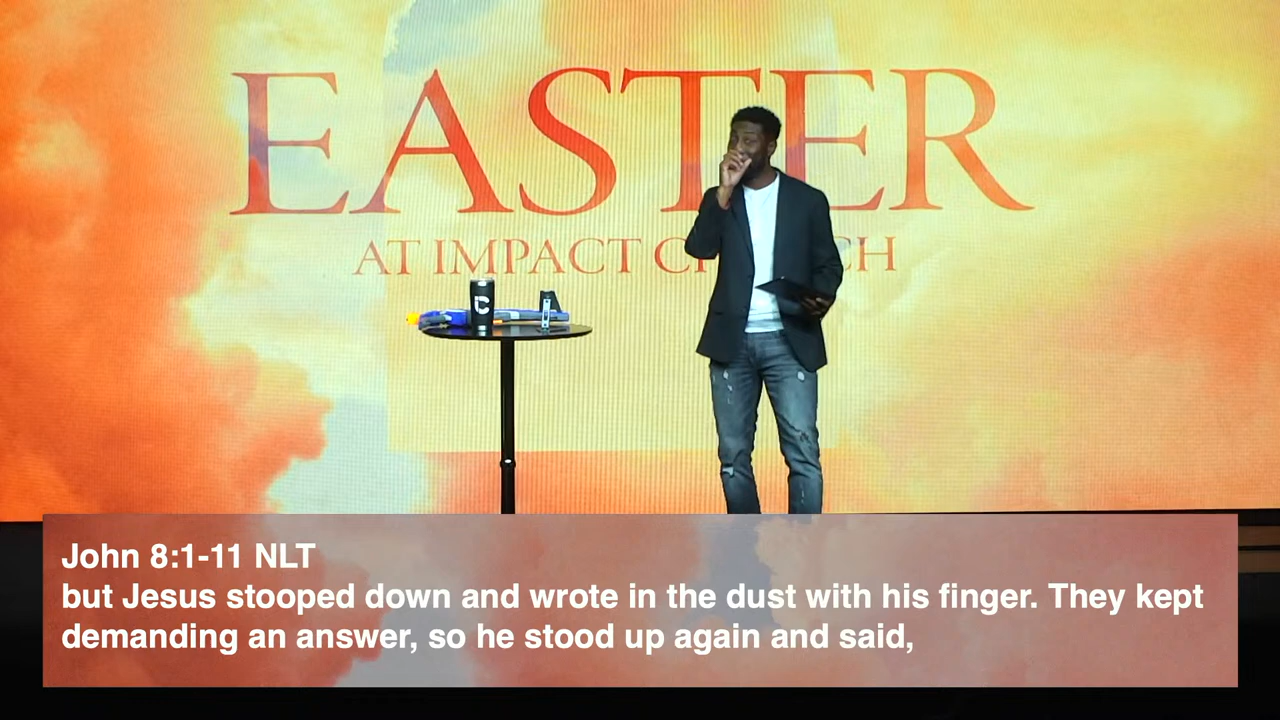 EASTER
AT IMPACT CH
John 8:1-11 NLT
but Jesus stooped down and wrote in the dust with his finger. They kept
demanding an answer, so he stood up again and said,